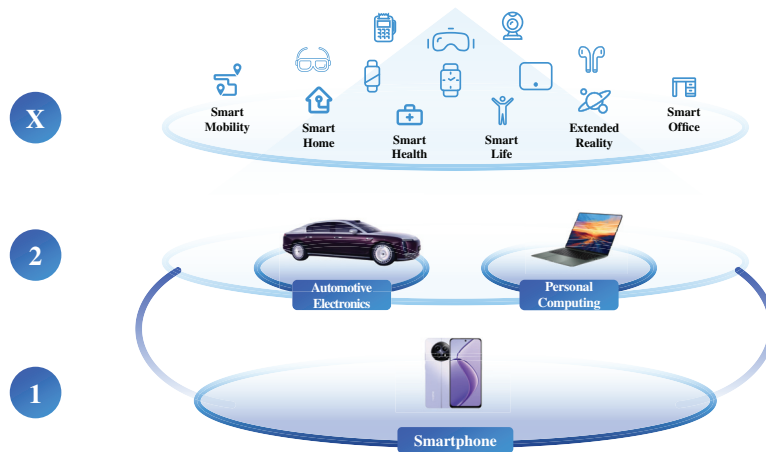 X
Smart
Mobility
Smart
Home
Smart
Health
Smart
Life
Extended
Reality
Smart
Office
2
Automotive
Electronics
Personal
Computing
1
Smartphone